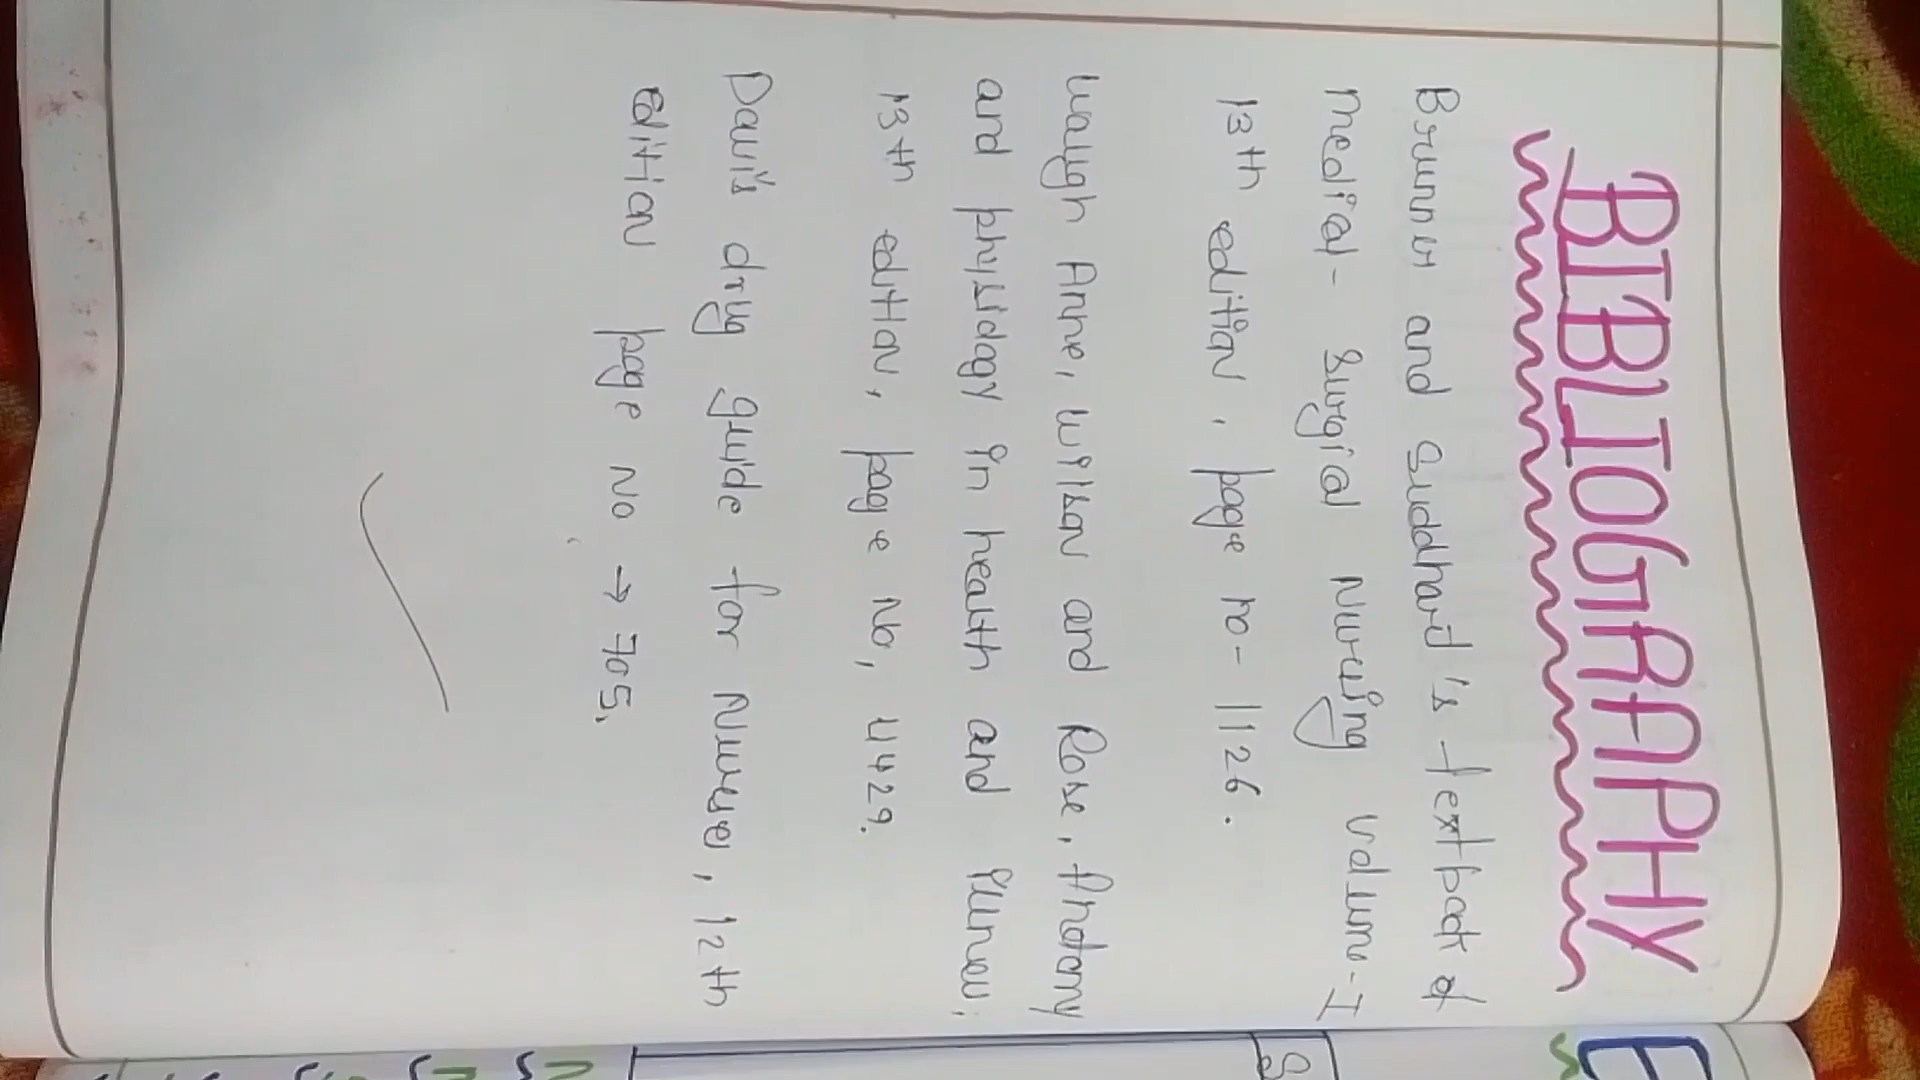 BIBLIOGRAPHY
Brunner and Suddharth's textbook of
Medical - Surgical Nursing Volume - I
13th edition, page no - 1126.
Waugh Anne, Wilson and Rose, Anatomy
and physiology in health and illness,
13th edition, page No, 4429.
Davis drug guide for Nurses, 12th
edition page No → 705.